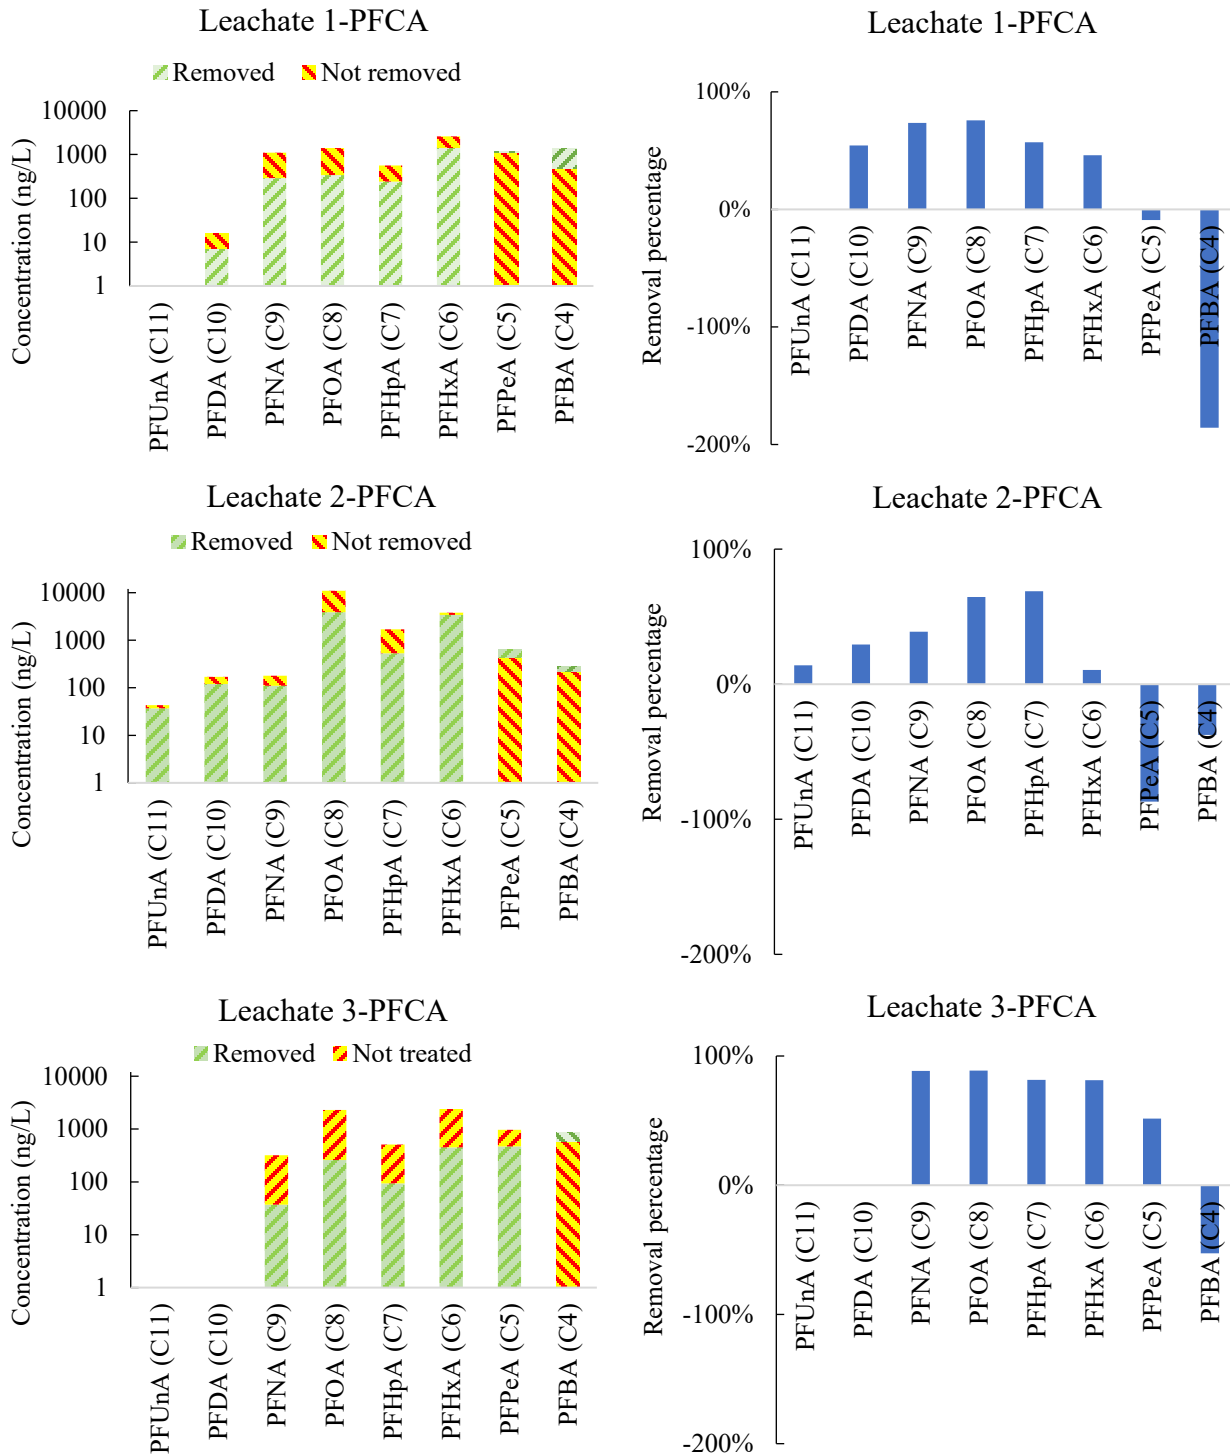 Leachate 1-PFCA
Removed Not removed
Concentration (ng/L)
10000
1000
100
10
1
PFUnA (C11)
PFDA (C10)
PFNA (C9)
PFOA (C8)
PFHpA (C7)
PFHxA (C6)
PFPeA (C5)
PFBA (C4)
Leachate 1-PFCA
Removal percentage
100%
0%
-100%
-200%
PFUnA (C11)
PFDA (C10)
PFNA (C9)
PFOA (C8)
PFHpA (C7)
PFHxA (C6)
PFPeA (C5)
PFBA (C4)
Leachate 2-PFCA
Removed Not removed
Concentration (ng/L)
10000
1000
100
10
1
PFUnA (C11)
PFDA (C10)
PFNA (C9)
PFOA (C8)
PFHpA (C7)
PFHxA (C6)
PFPeA (C5)
PFBA (C4)
Leachate 2-PFCA
Removal percentage
100%
0%
-100%
-200%
PFUnA (C11)
PFDA (C10)
PFNA (C9)
PFOA (C8)
PFHpA (C7)
PFHxA (C6)
PFPeA (C5)
PFBA (C4)
Leachate 3-PFCA
Removed Not treated
Concentration (ng/L)
10000
1000
100
10
1
PFUnA (C11)
PFDA (C10)
PFNA (C9)
PFOA (C8)
PFHpA (C7)
PFHxA (C6)
PFPeA (C5)
PFBA (C4)
Leachate 3-PFCA
Removal percentage
100%
0%
-100%
-200%
PFUnA (C11)
PFDA (C10)
PFNA (C9)
PFOA (C8)
PFHpA (C7)
PFHxA (C6)
PFPeA (C5)
PFBA (C4)